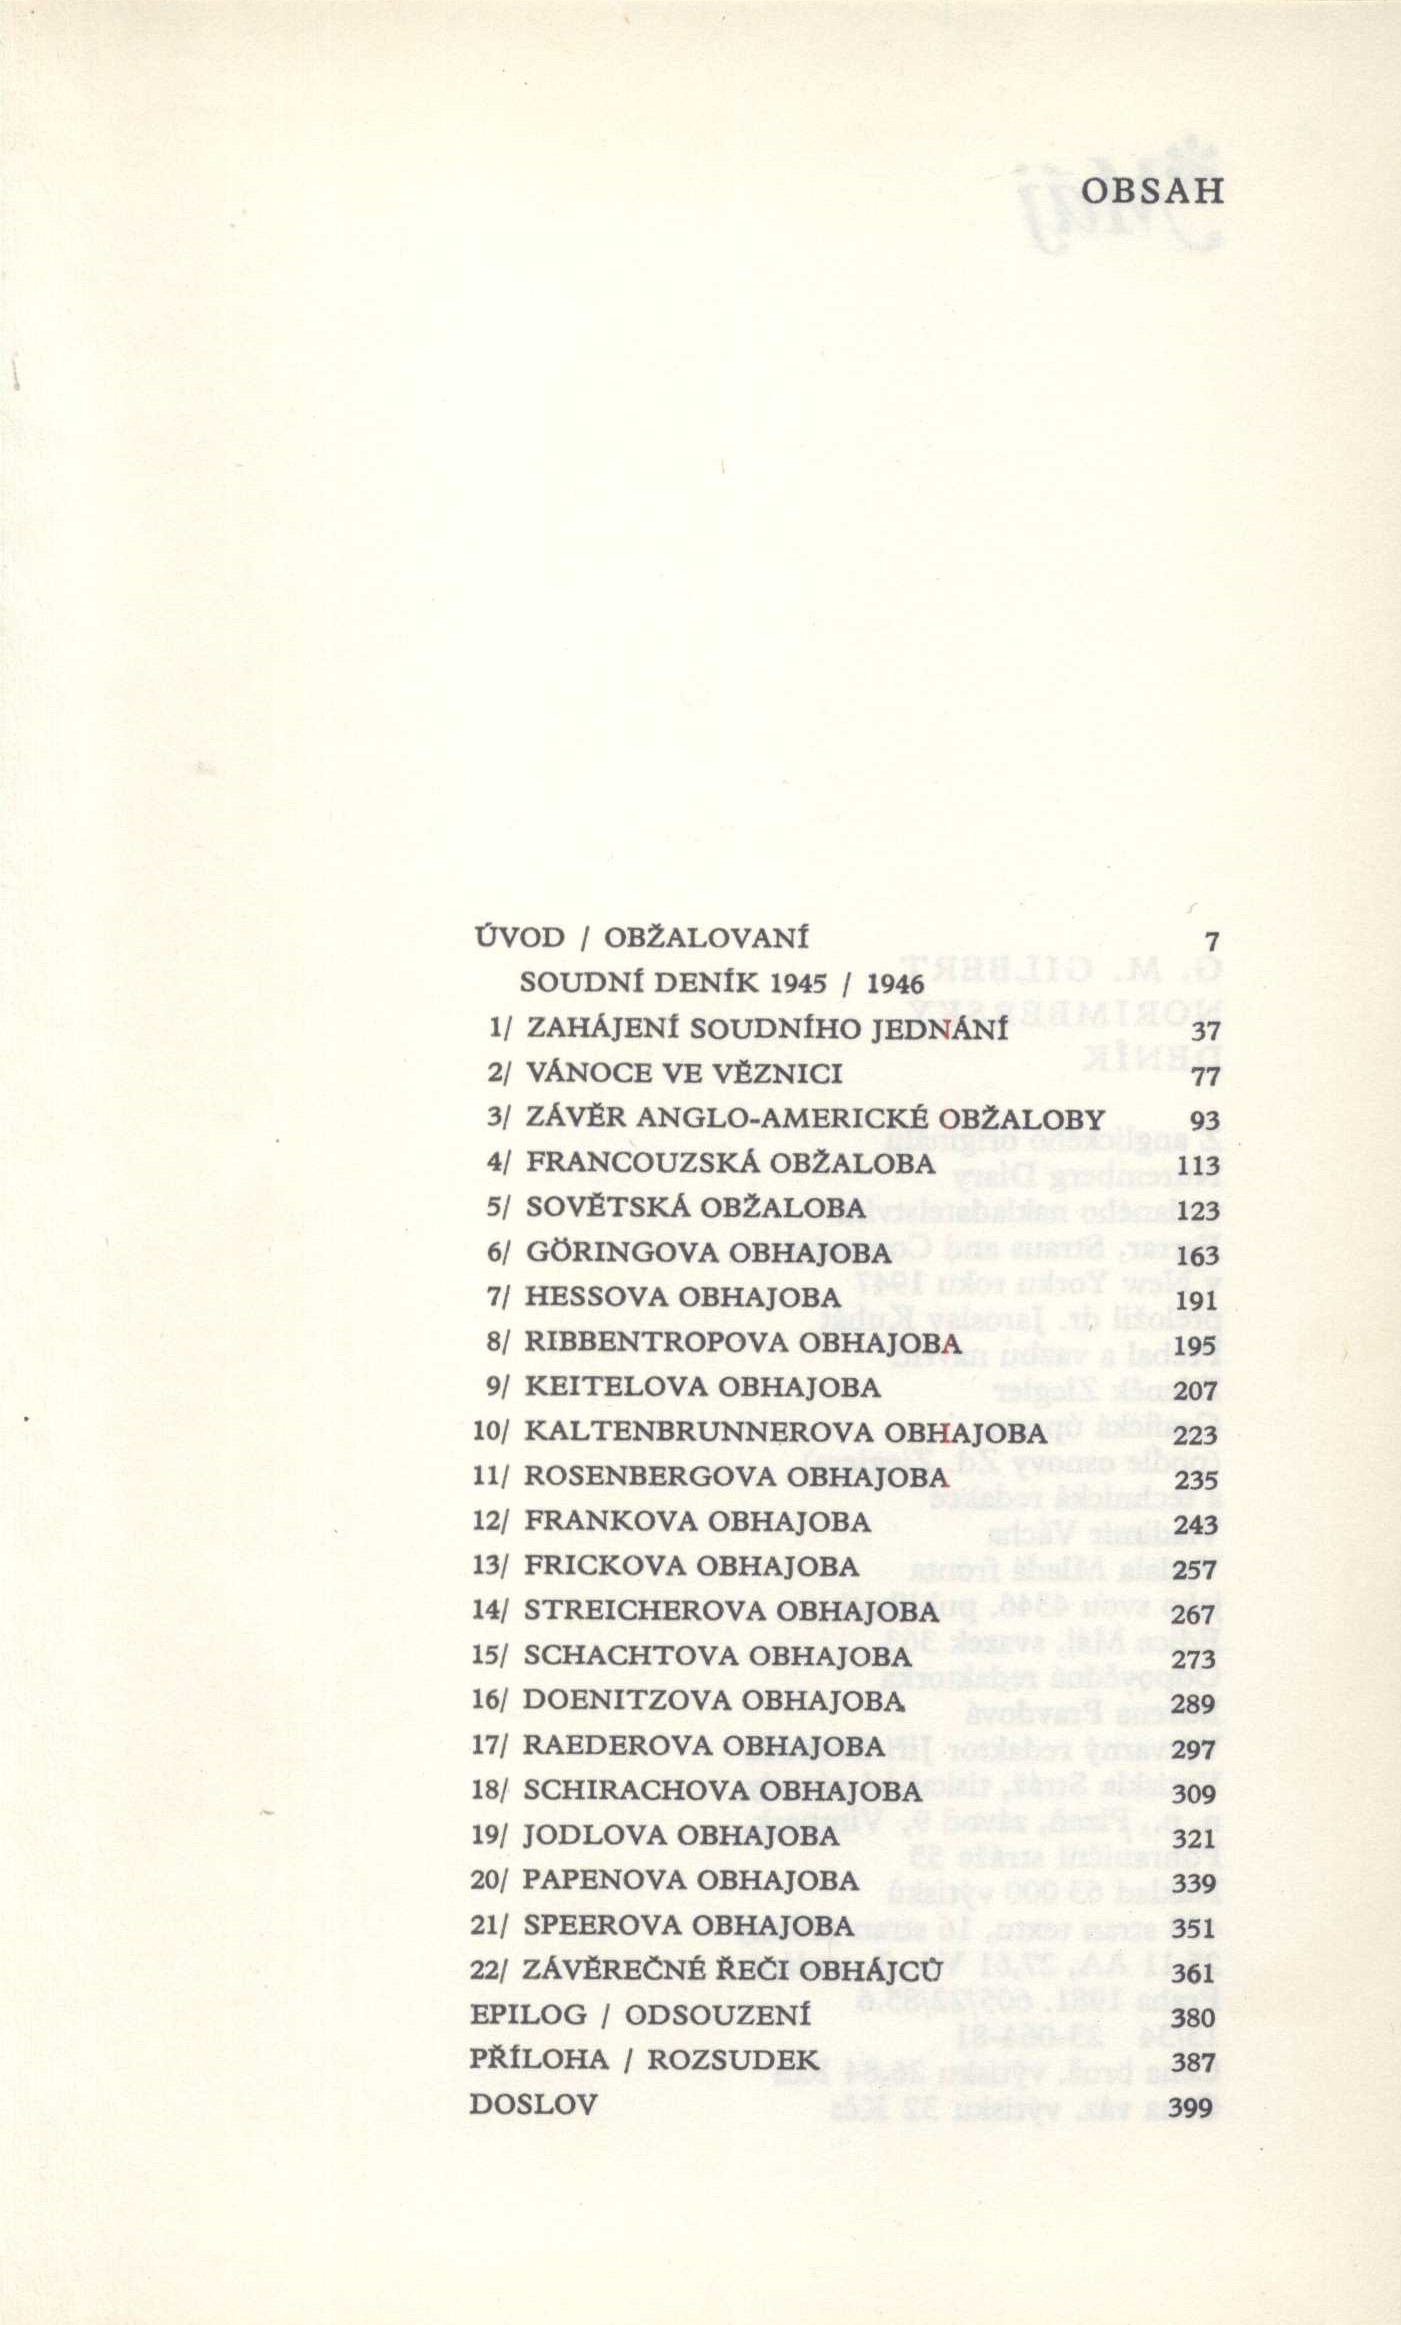 OBSAH
ÚVOD / OBŽALOVANÍ 7
SOUDNÍ DENÍK 1945 / 1946
1/ ZAHÁJENÍ SOUDNÍHO JEDNÁNÍ 37
2/ VÁNOCE VE VĚZNICI 77
3/ ZÁVĚR ANGLO-AMERICKÉ OBŽALOBY 93
4/ FRANCOUZSKÁ OBŽALOBA 113
5/ SOVĚTSKÁ OBŽALOBA 123
6/ GÖRINGOVA OBHAJOBA 163
7/ HESSOVA OBHAJOBA 191
8/ RIBBENTROPOVA OBHAJOBA 195
9/ KEITELOVA OBHAJOBA 207
10/ KALTENBRUNNEROVA OBHAJOBA 223
11/ ROSENBERGOVA OBHAJOBA 235
12/ FRANKOVA OBHAJOBA 243
13/ FRICKOVA OBHAJOBA 257
14/ STREICHEROVA OBHAJOBA 267
15/ SCHACHTOVA OBHAJOBA 273
16/ DOENITZOVA OBHAJOBA 289
17/ RAEDEROVA OBHAJOBA 297
18/ SCHIRACHOVA OBHAJOBA 309
19/ JODLOVA OBHAJOBA 321
20/ PAPENOVA OBHAJOBA 339
21/ SPEEROVA OBHAJOBA 351
22/ ZÁVĚREČNÉ ŘEČI OBHÁJCŮ 361
EPILOG / ODSOUZENÍ 380
PŘÍLOHA / ROZSUDEK 387
DOSLOV 399